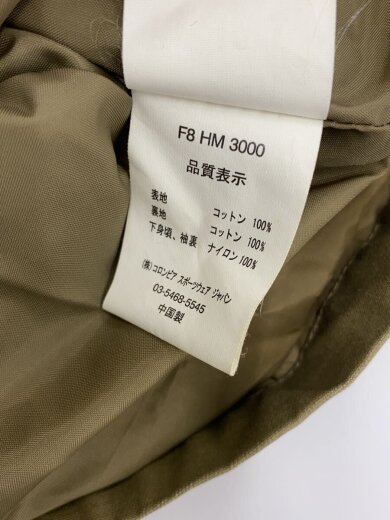 F8 HM 3000
品質表示
表地 コットン 100%
裏地 コットン 100%
下身頃、袖裏 ナイロン 100%
(株)コロンビア スポーツウェア ジャパン
03-5468-5545
中国製